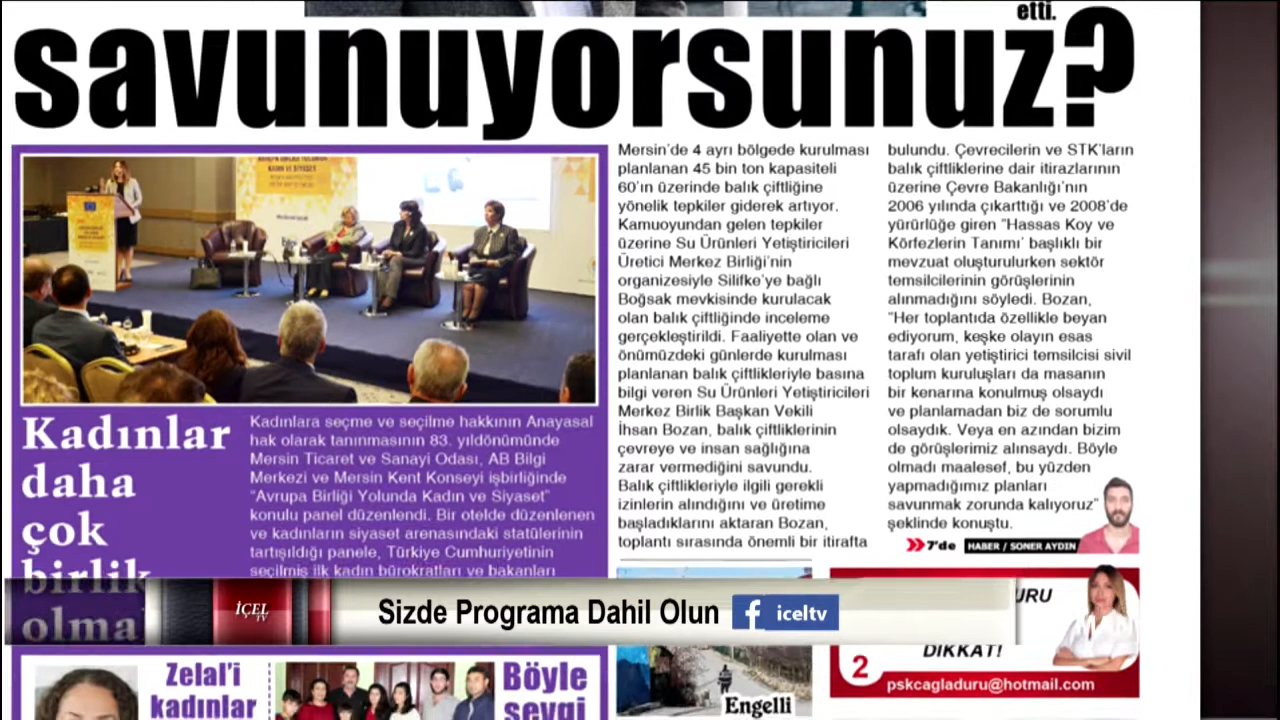 etti.
savunuyorsunuz?
KADIN VE SİYASET
Kadınlar
daha
çok
birlik
olma
Kadınlara seçme ve seçilme hakkının Anayasal
hak olarak tanınmasının 83. yıldönümünde
Mersin Ticaret ve Sanayi Odası, AB Bilgi
Merkezi ve Mersin Kent Konseyi işbirliğinde
“Avrupa Birliği Yolunda Kadın ve Siyaset”
konulu panel düzenlendi. Bir otelde düzenlenen
ve kadınların siyaset arenasındaki statülerinin
tartışıldığı panele, Türkiye Cumhuriyetinin
seçilmiş ilk kadın bürokratları ve bakanları
Mersin’de 4 ayrı bölgede kurulması
planlanan 45 bin ton kapasiteli
60’ın üzerinde balık çiftliğine
yönelik tepkiler giderek artıyor.
Kamuoyundan gelen tepkiler
üzerine Su Ürünleri Yetiştiricileri
Üretici Merkez Birliği’nin
organizesiyle Silifke’ye bağlı
Boğsak mevkisinde kurulacak
olan balık çiftliğinde inceleme
gerçekleştirildi. Faaliyette olan ve
önümüzdeki günlerde kurulması
planlanan balık çiftlikleriyle basına
bilgi veren Su Ürünleri Yetiştiricileri
Merkez Birlik Başkan Vekili
İhsan Bozan, balık çiftliklerinin
çevreye ve insan sağlığına
zarar vermediğini savundu.
Balık çiftlikleriyle ilgili gerekli
izinlerin alındığını ve üretime
başladıklarını aktaran Bozan,
toplantı sırasında önemli bir itirafta
bulundu. Çevrecilerin ve STK’ların
balık çiftliklerine dair itirazlarının
üzerine Çevre Bakanlığı’nın
2006 yılında çıkarttığı ve 2008’de
yürürlüğe giren “Hassas Koy ve
Körfezlerin Tanımı’ başlıklı bir
mevzuat oluşturulurken sektör
temsilcilerinin görüşlerinin
alınmadığını söyledi. Bozan,
“Her toplantıda özellikle beyan
ediyorum, keşke olayın esas
tarafı olan yetiştirici temsilcisi sivil
toplum kuruluşları da masanın
bir kenarına konulmuş olsaydı
ve planlamadan biz de sorumlu
olsaydık. Veya en azından bizim
de görüşlerimiz alınsaydı. Böyle
olmadı maalesef, bu yüzden
yapmadığımız planları
savunmak zorunda kalıyoruz”
şeklinde konuştu.
7’de HABER / SONER AYDIN
İÇEL
TV
Sizde Programa Dahil Olun f iceltv
URU
DİKKAT!
2
pskcagladuru@hotmail.com
Zelal’i
kadınlar
Böyle
sevgi
Engelli